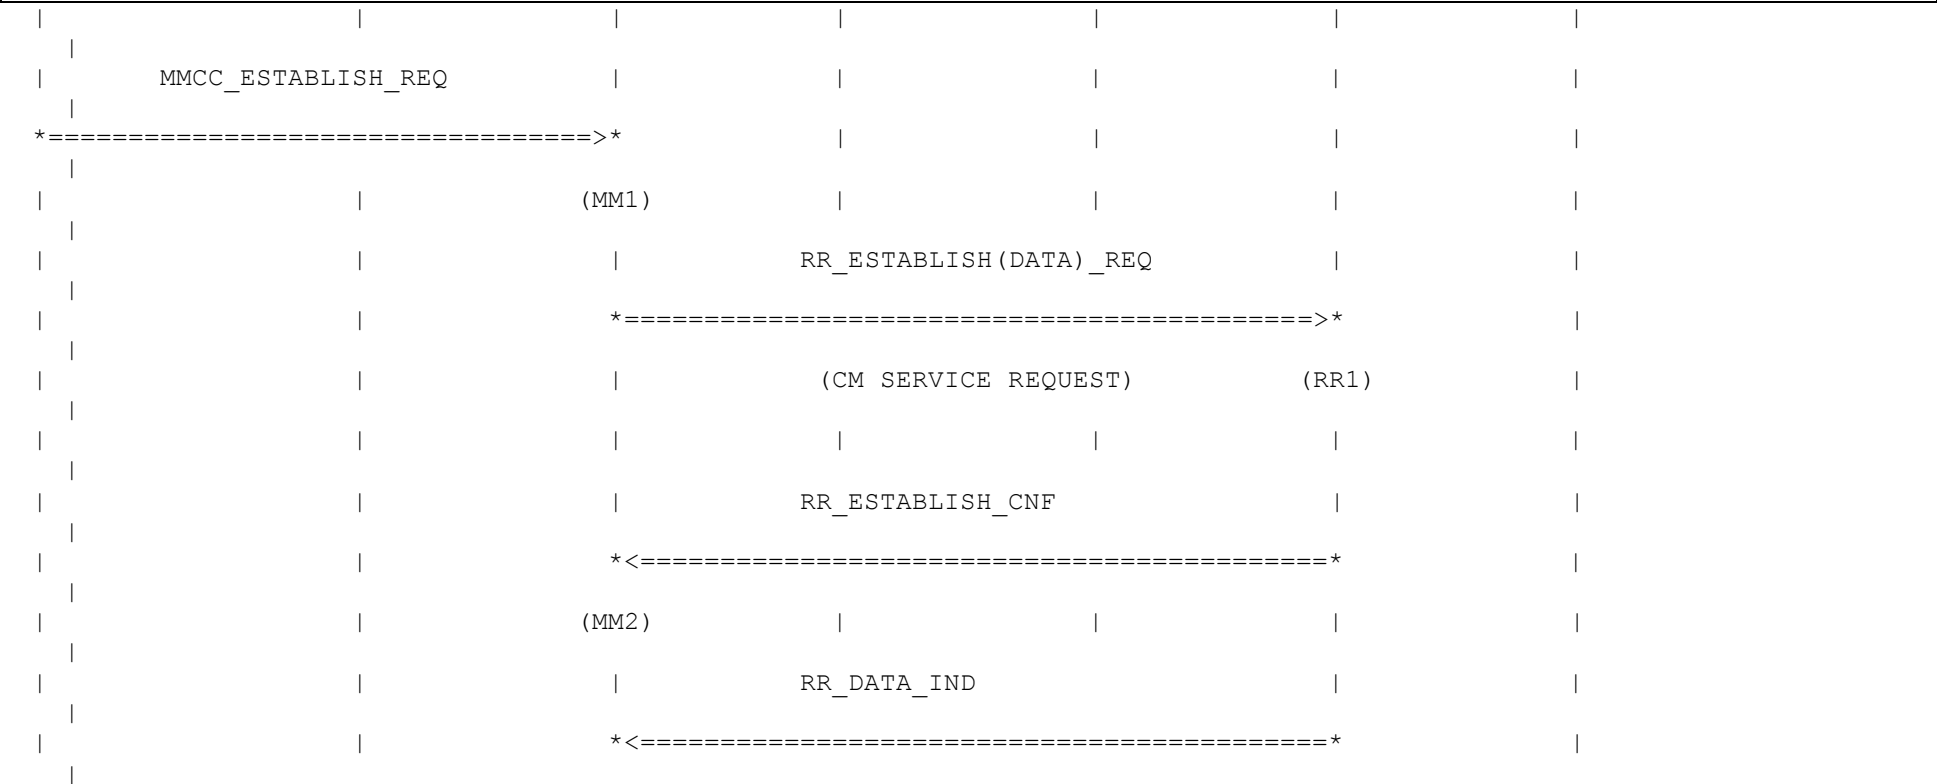 |                   |               |             |               |              |              |
  |
|       MMCC_ESTABLISH_REQ          |             |               |              |              |
  |
*==================================>*             |               |              |              |
  |
|                   |             (MM1)           |               |              |              |
  |
|                   |               |           RR_ESTABLISH(DATA)_REQ           |              |
  |
|                   |               *===========================================>*              |
  |
|                   |               |            (CM SERVICE REQUEST)          (RR1)            |
  |
|                   |               |             |               |              |              |
  |
|                   |               |           RR_ESTABLISH_CNF                 |              |
  |
|                   |               *<===========================================*              |
  |
|                   |             (MM2)           |               |              |              |
  |
|                   |               |           RR_DATA_IND                      |              |
  |
|                   |               *<===========================================*              |
  |